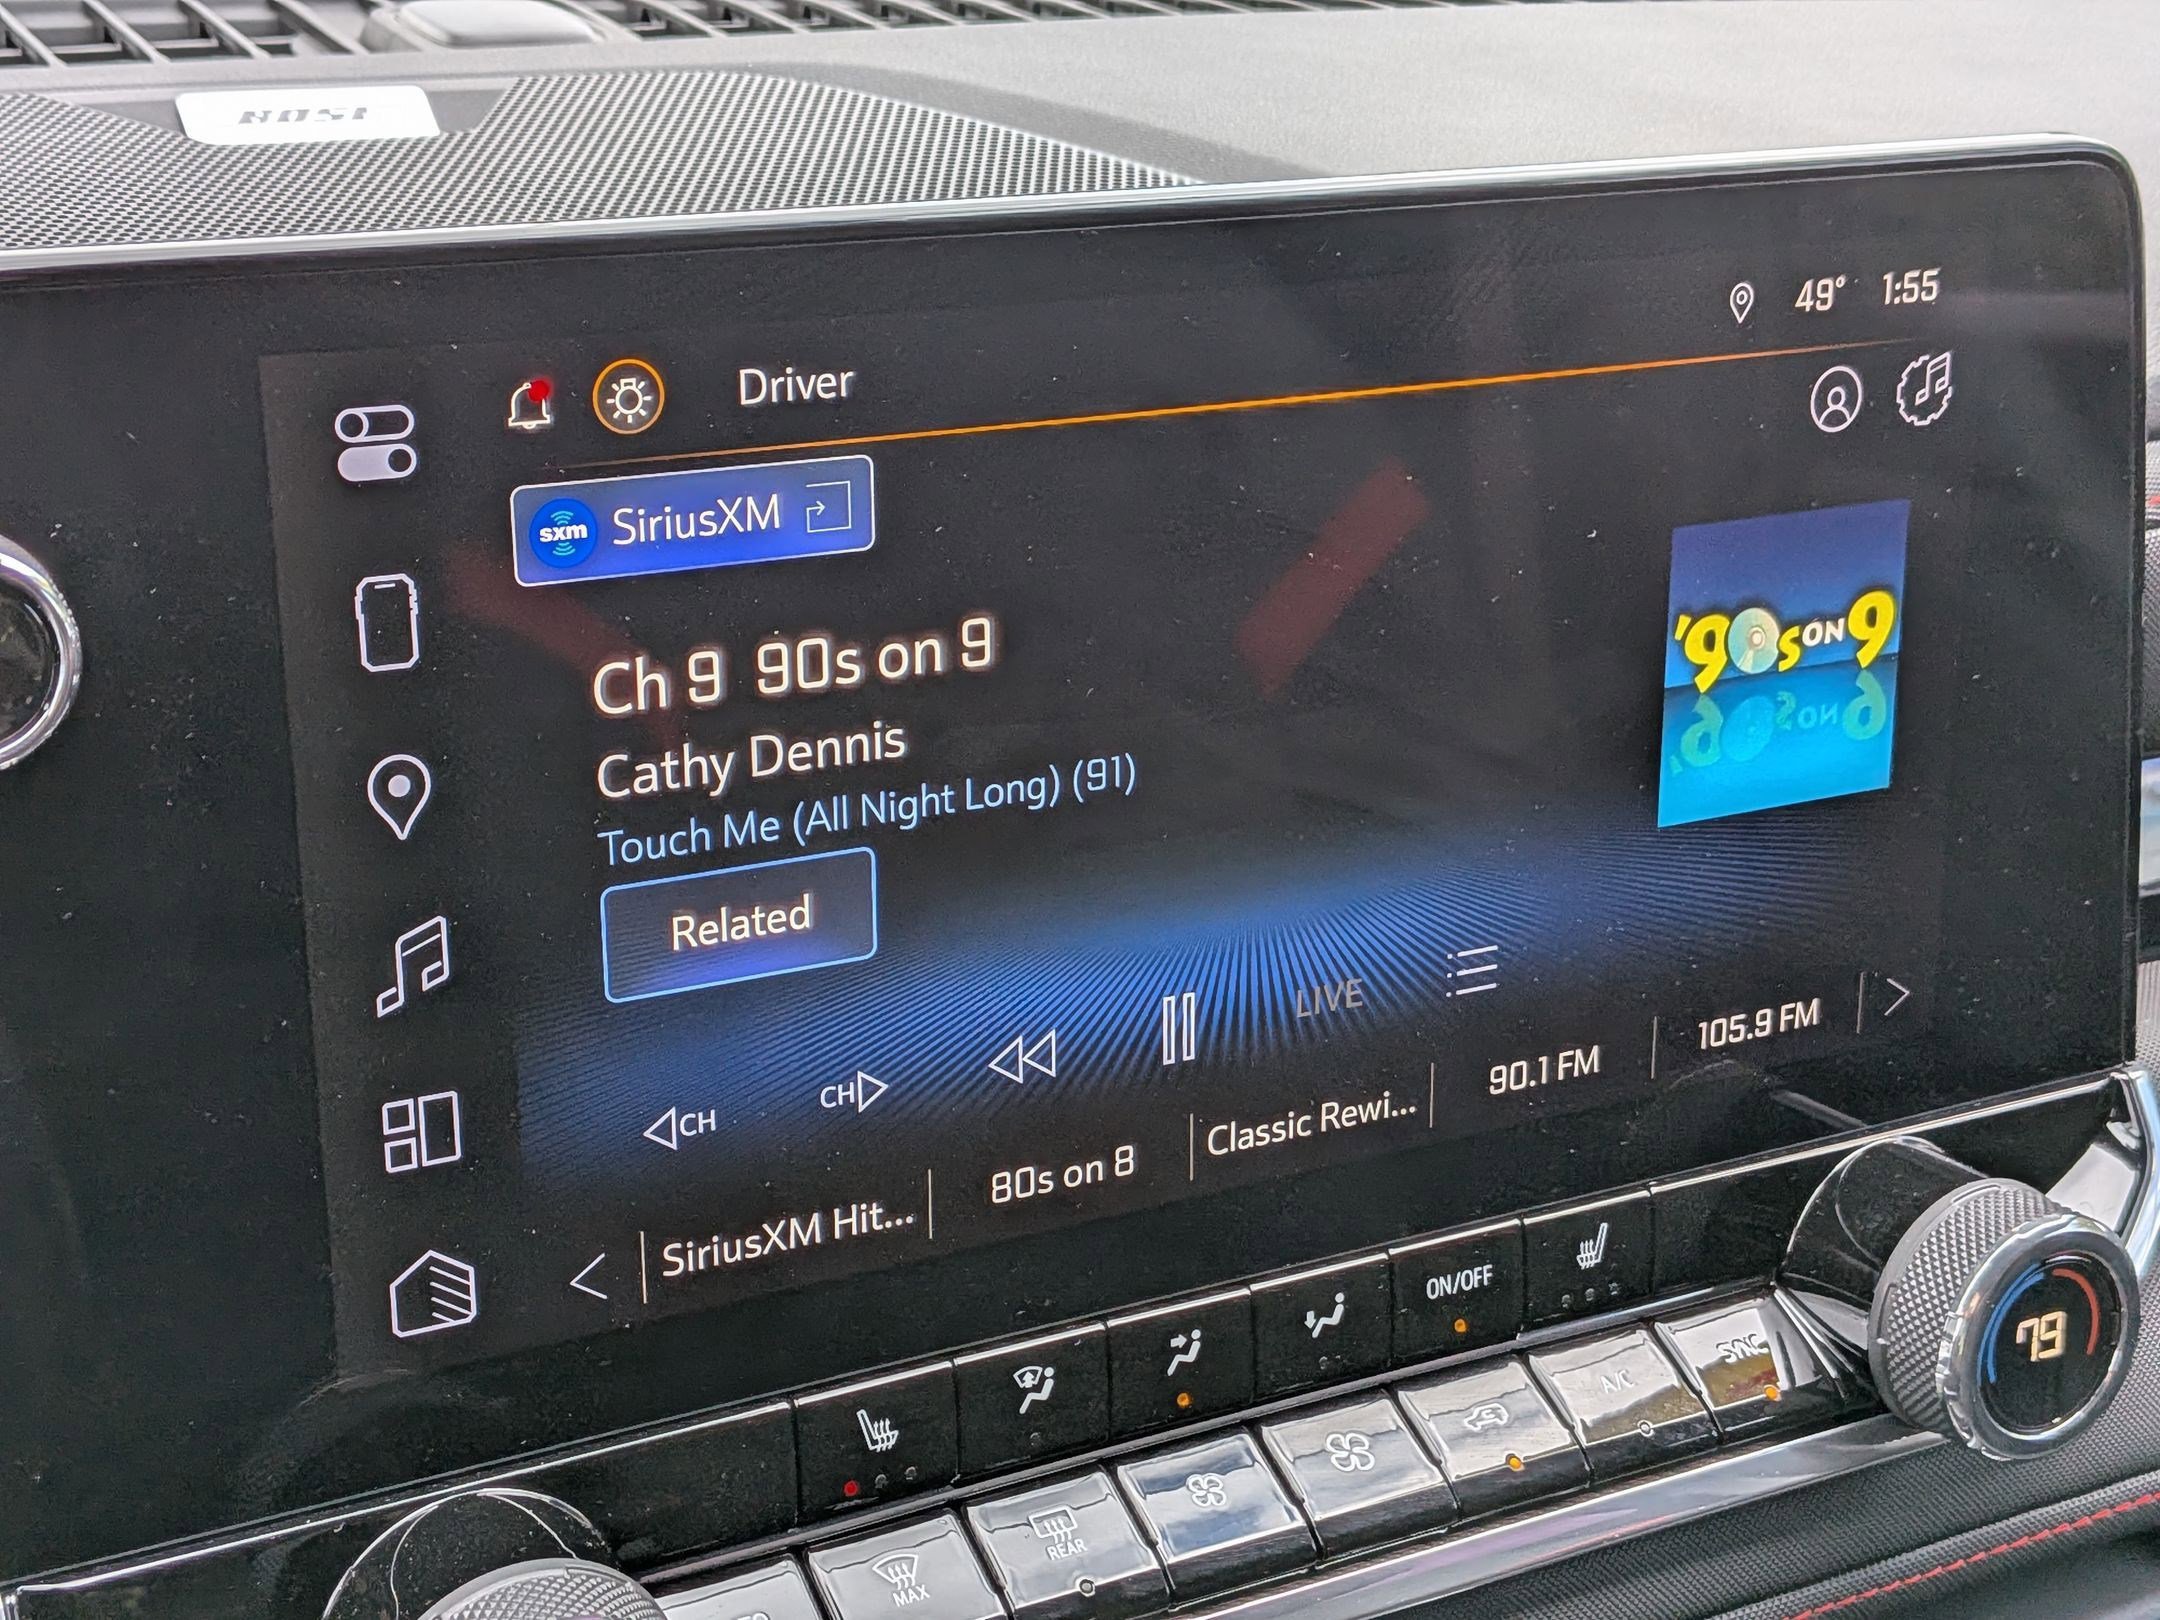 49° 1:55
Driver
sxm SiriusXM
Ch 9 90s on 9
Cathy Dennis
Touch Me (All Night Long) (91)
Related
'90s ON 9
LIVE
CH
CH
SiriusXM Hit...
80s on 8
Classic Rewi...
90.1 FM
105.9 FM
ON/OFF
79
SYNC
A/C
REAR
MAX